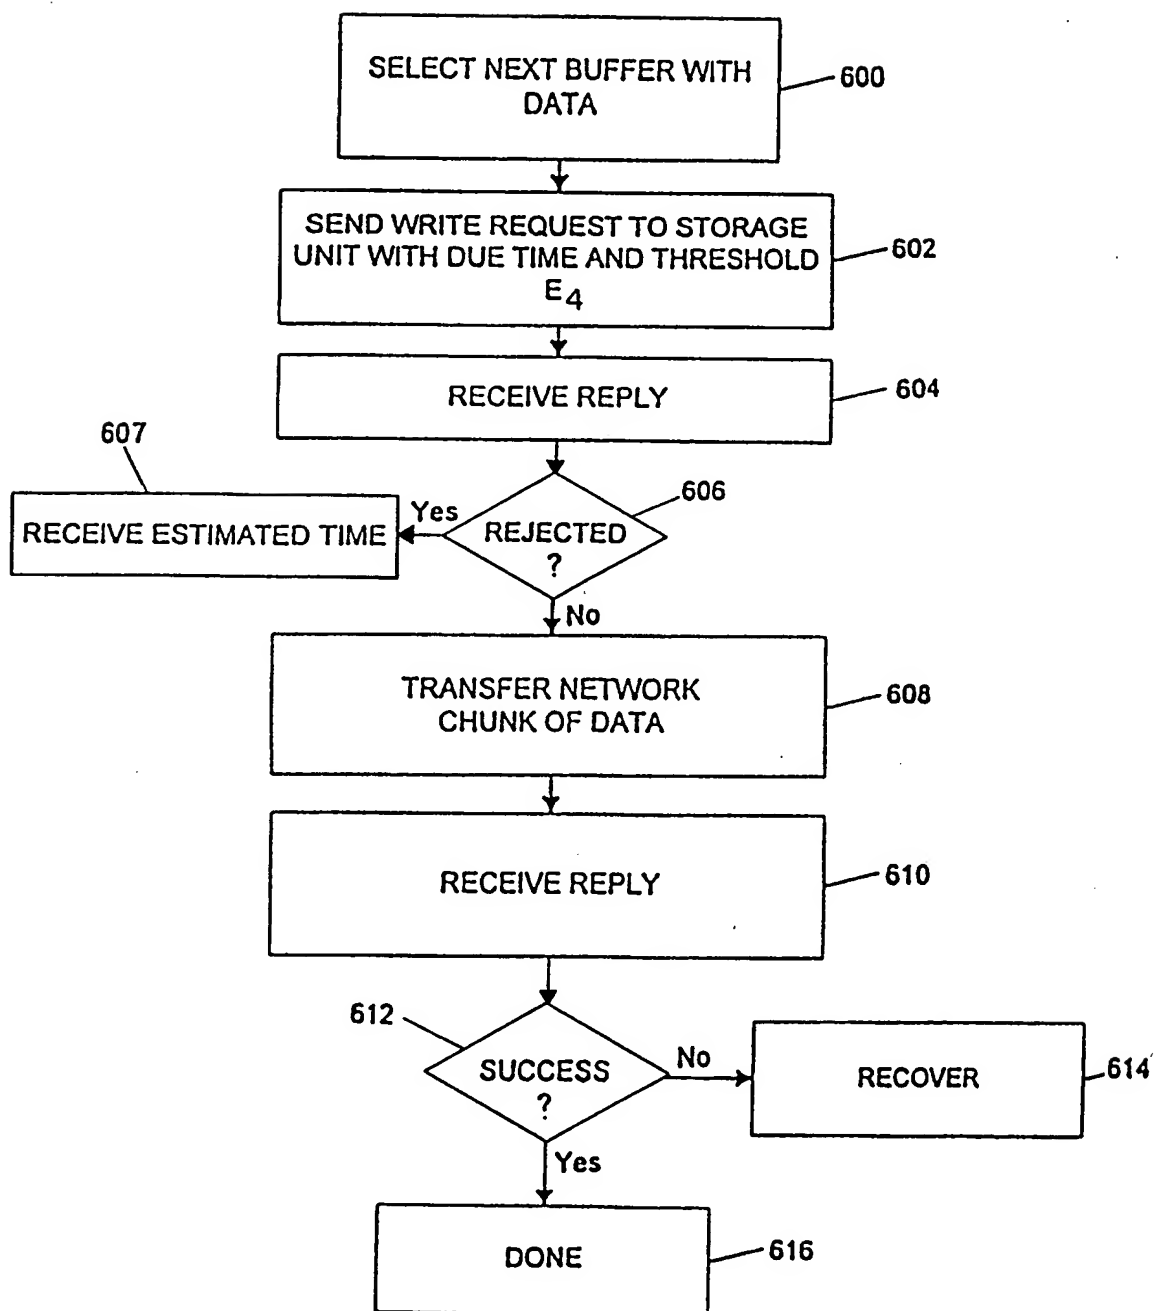 SELECT NEXT BUFFER WITH
DATA
600
SEND WRITE REQUEST TO STORAGE
UNIT WITH DUE TIME AND THRESHOLD
E4
602
RECEIVE REPLY
604
607
RECEIVE ESTIMATED TIME
Yes
REJECTED
?
606
No
TRANSFER NETWORK
CHUNK OF DATA
608
RECEIVE REPLY
610
612
SUCCESS
?
No
RECOVER
614
Yes
DONE
616